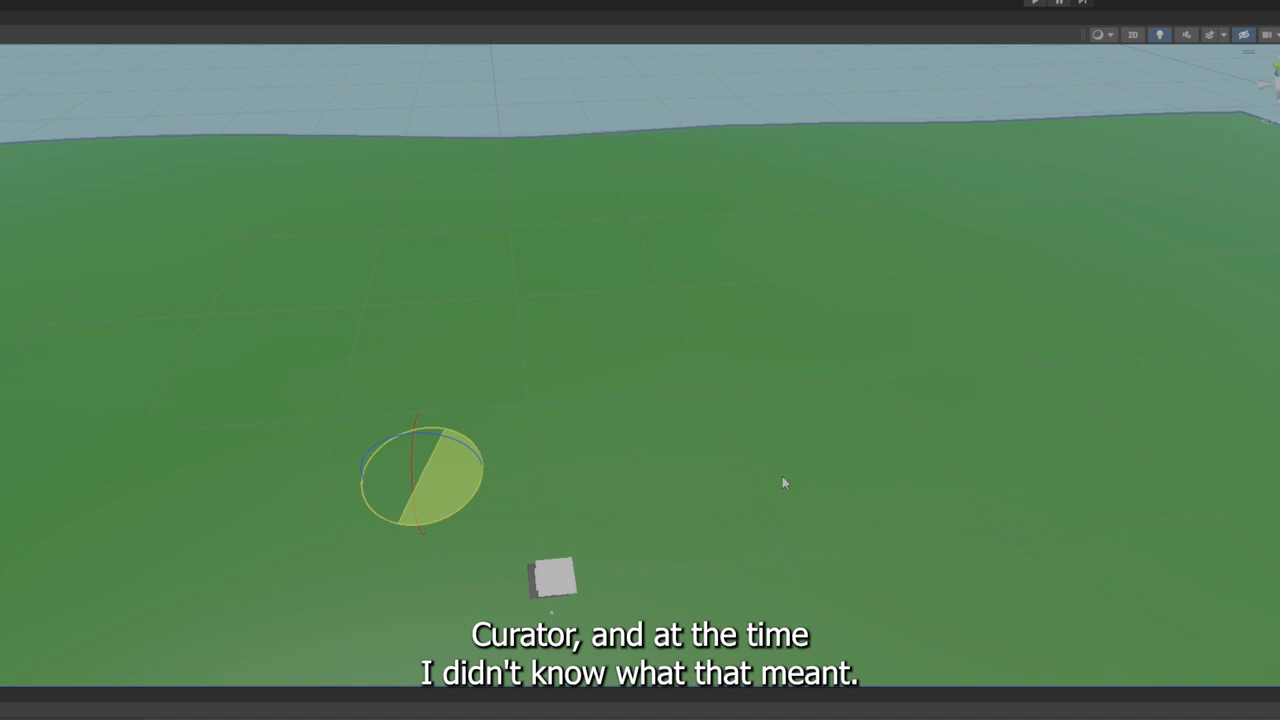 2D
Curator, and at the time
I didn't know what that meant.